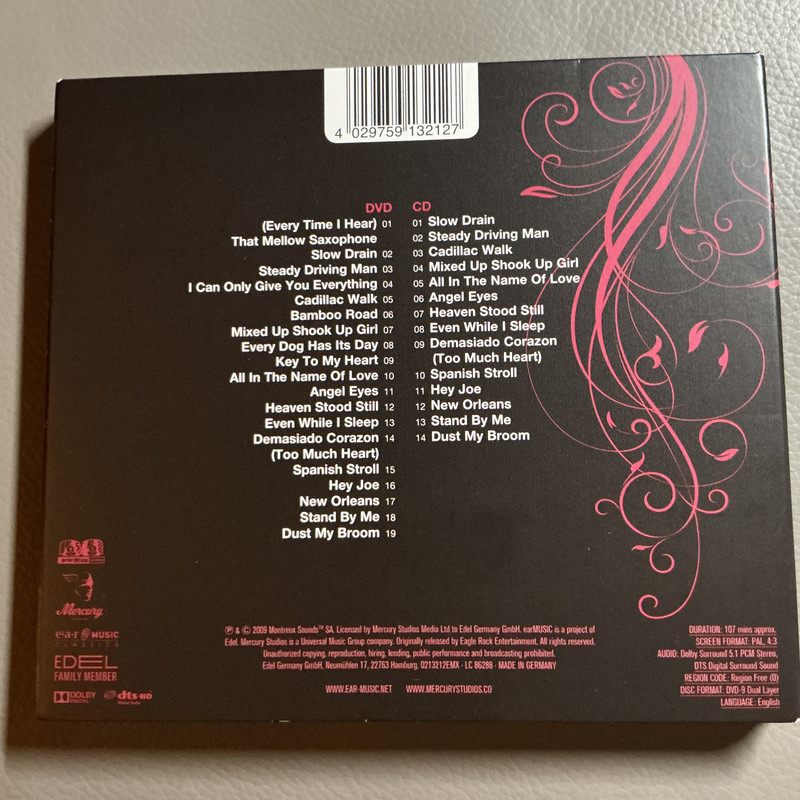 4 029759 132127
DVD
(Every Time I Hear) 01
That Mellow Saxophone
Slow Drain 02
Steady Driving Man 03
I Can Only Give You Everything 04
Cadillac Walk 05
Bamboo Road 06
Mixed Up Shook Up Girl 07
Every Dog Has Its Day 08
Key To My Heart 09
All In The Name Of Love 10
Angel Eyes 11
Heaven Stood Still 12
Even While I Sleep 13
Demasiado Corazon 14
(Too Much Heart)
Spanish Stroll 15
Hey Joe 16
New Orleans 17
Stand By Me 18
Dust My Broom 19
CD
01 Slow Drain
02 Steady Driving Man
03 Cadillac Walk
04 Mixed Up Shook Up Girl
05 All In The Name Of Love
06 Angel Eyes
07 Heaven Stood Still
08 Even While I Sleep
09 Demasiado Corazon
(Too Much Heart)
10 Spanish Stroll
11 Hey Joe
12 New Orleans
13 Stand By Me
14 Dust My Broom
Mercury
e·a·r MUSIC
CLASSICS
EDEL
FAMILY MEMBER
DOLBY
DIGITAL
dts-HD
Master Audio
℗ & © 2009 Montreux Sounds™ SA. Licensed by Mercury Studios Media Ltd to Edel Germany GmbH. earMUSIC is a project of
Edel. Mercury Studios is a Universal Music Group company. Originally released by Eagle Rock Entertainment. All rights reserved.
Unauthorized copying, reproduction, hiring, lending, public performance and broadcasting prohibited.
Edel Germany GmbH, Neumühlen 17, 22763 Hamburg. 0213212EMX · LC 86288 · MADE IN GERMANY
WWW.EAR-MUSIC.NET WWW.MERCURYSTUDIOS.CO
DURATION: 107 mins approx.
SCREEN FORMAT: PAL, 4:3
AUDIO: Dolby Surround 5.1 PCM Stereo,
DTS Digital Surround Sound
REGION CODE: Region Free (0)
DISC FORMAT: DVD-9 Dual Layer
LANGUAGE: English